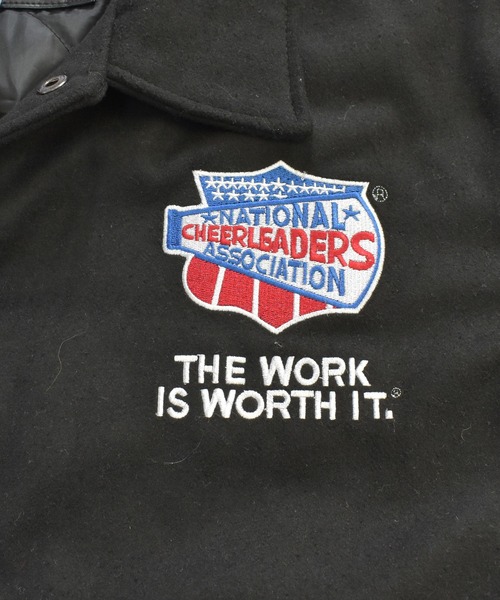 ®
★NATIONAL★
CHEERLEADERS
ASSOCIATION
THE WORK
IS WORTH IT.®